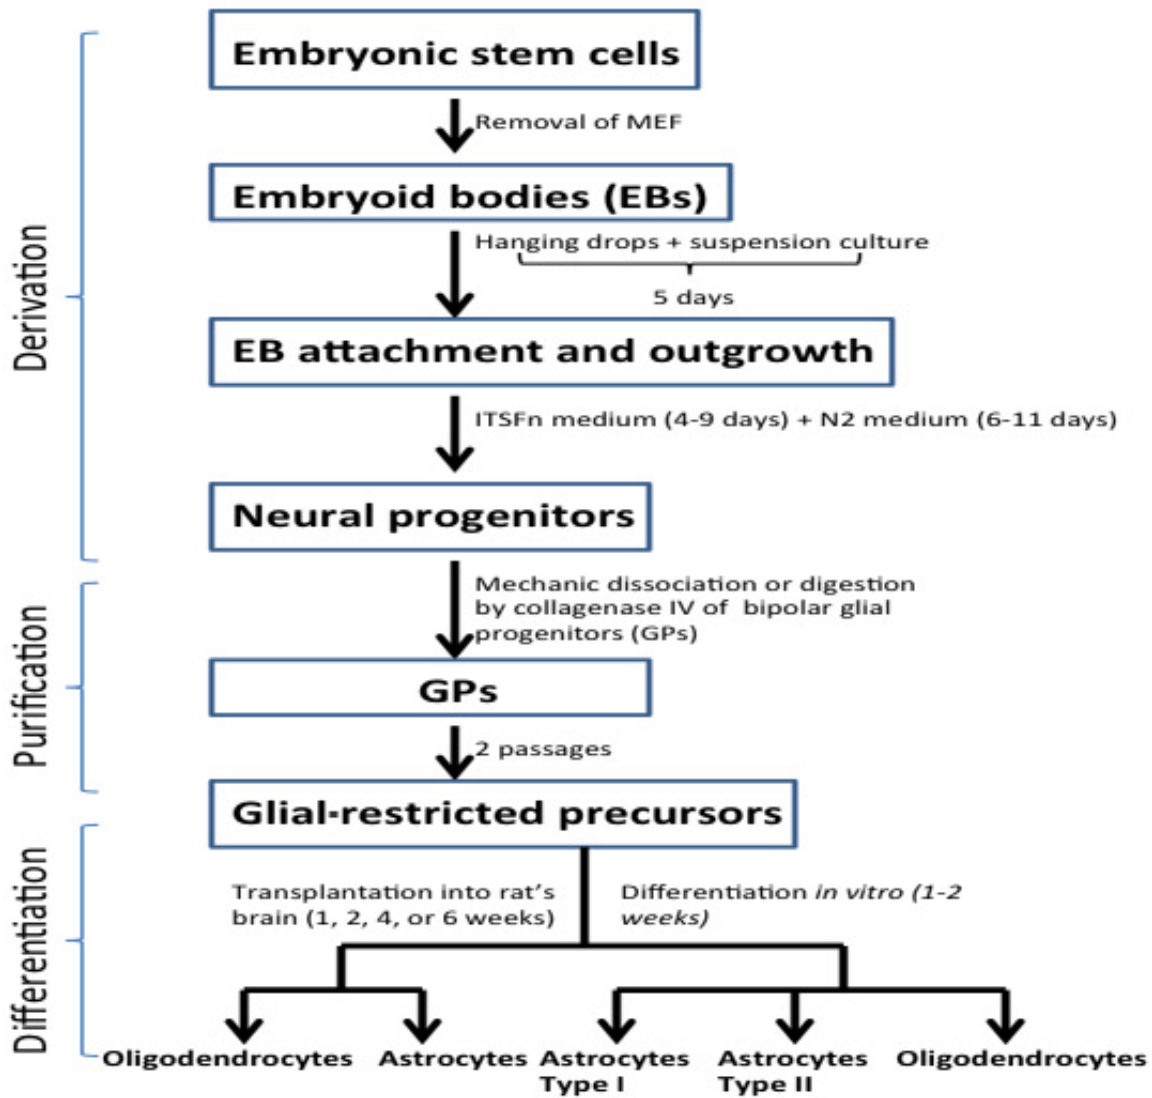 Embryonic stem cells
Removal of MEF
Embryoid bodies (EBs)
Hanging drops + suspension culture
5 days
EB attachment and outgrowth
ITSFn medium (4-9 days) + N2 medium (6-11 days)
Neural progenitors
Derivation
Mechanic dissociation or digestion
by collagenase IV of bipolar glial
progenitors (GPs)
GPs
2 passages
Purification
Glial-restricted precursors
Transplantation into rat's
brain (1, 2, 4, or 6 weeks)
Differentiation in vitro (1-2
weeks)
Differentiation
Oligodendrocytes
Astrocytes
Astrocytes
Type I
Astrocytes
Type II
Oligodendrocytes